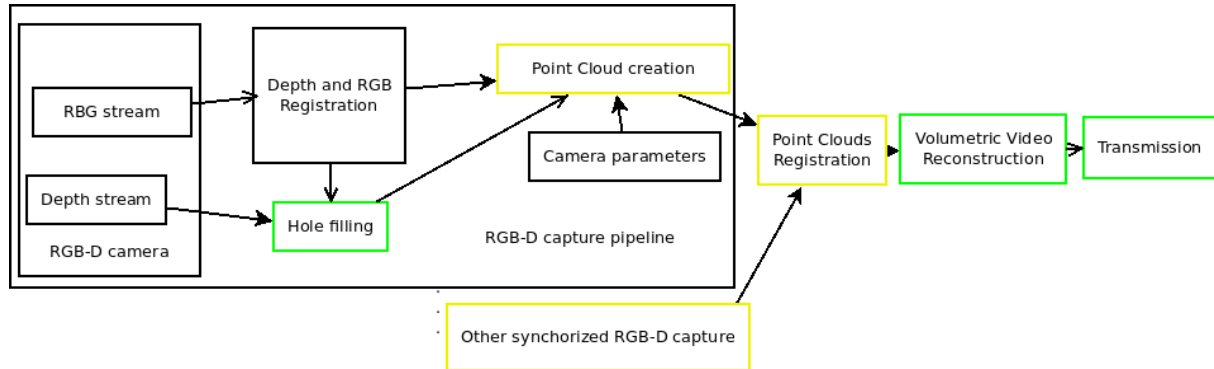 RBG stream
Depth stream
RGB-D camera
Depth and RGB
Registration
Hole filling
Point Cloud creation
Camera parameters
RGB-D capture pipeline
Point Clouds
Registration
Volumetric Video
Reconstruction
Transmission
Other synchorized RGB-D capture